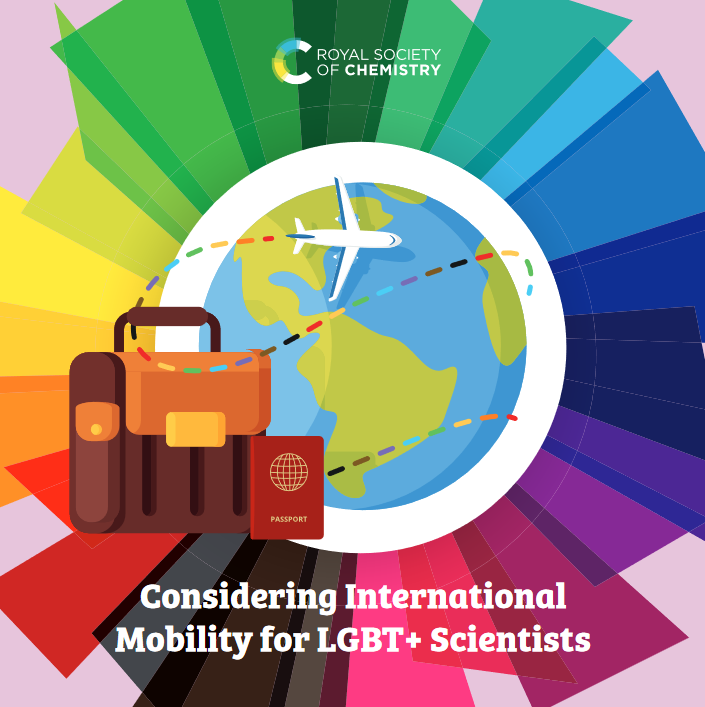 ROYAL SOCIETY
OF CHEMISTRY
PASSPORT
Considering International
Mobility for LGBT+ Scientists